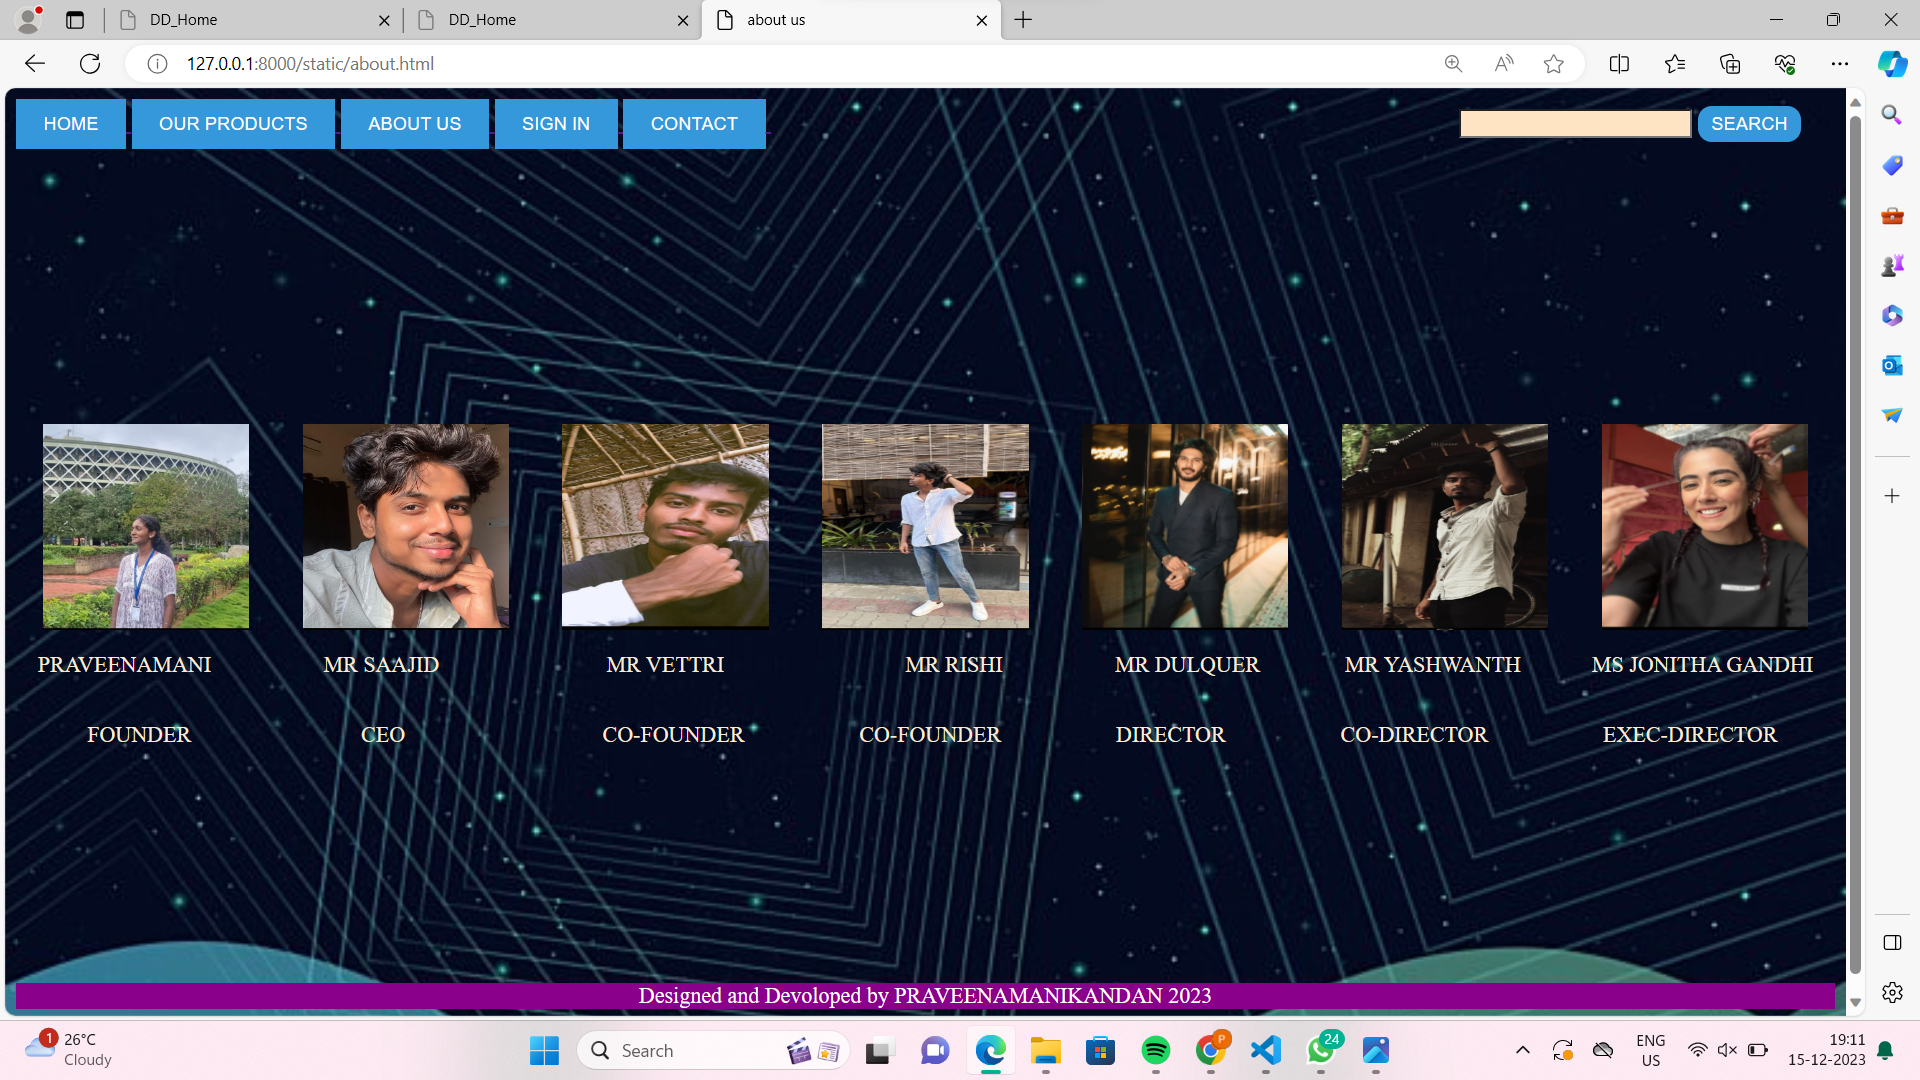 DD_Home
DD_Home
about us
127.0.0.1:8000/static/about.html
HOME
OUR PRODUCTS
ABOUT US
SIGN IN
CONTACT
SEARCH
PRAVEENAMANI
MR SAAJID
MR VETTRI
MR RISHI
MR DULQUER
MR YASHWANTH
MS JONITHA GANDHI
FOUNDER
CEO
CO-FOUNDER
CO-FOUNDER
DIRECTOR
CO-DIRECTOR
EXEC-DIRECTOR
Designed and Devoloped by PRAVEENAMANIKANDAN 2023
1
26°C
Cloudy
Search
P
24
ENG
US
19:11
15-12-2023